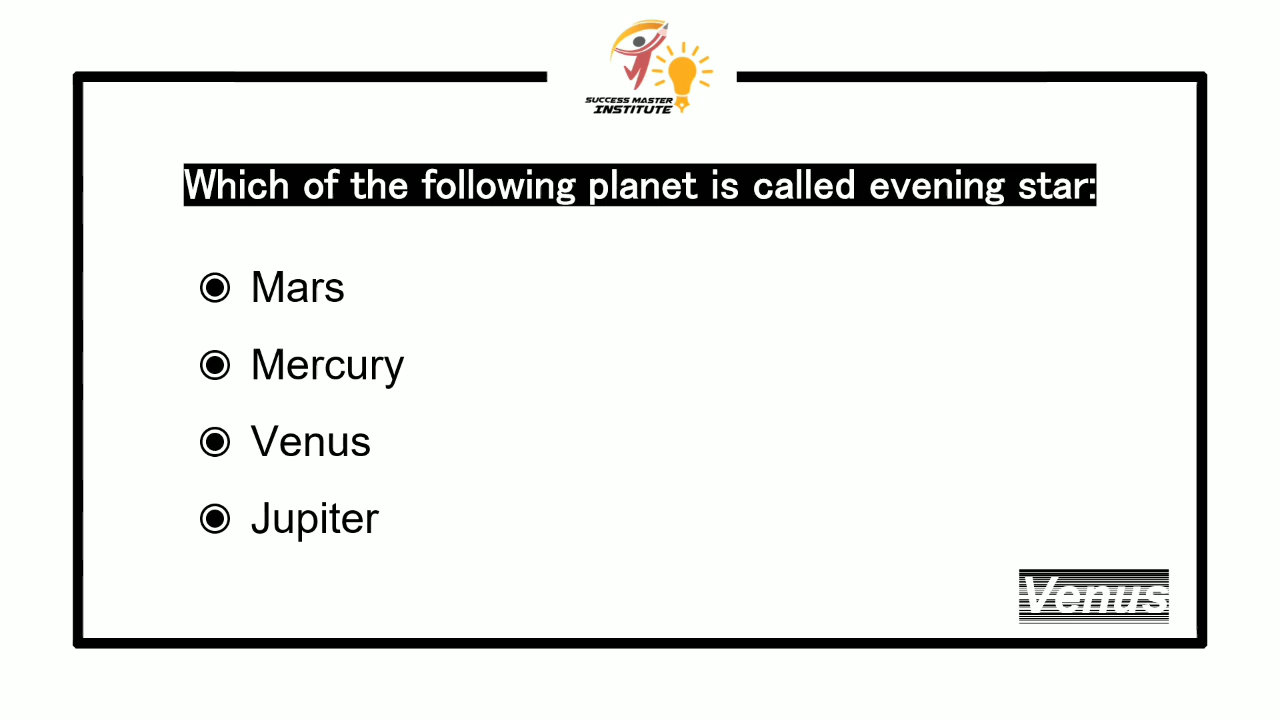 SUCCESS MASTER
INSTITUTE
Which of the following planet is called evening star:
Mars
Mercury
Venus
Jupiter
Venus